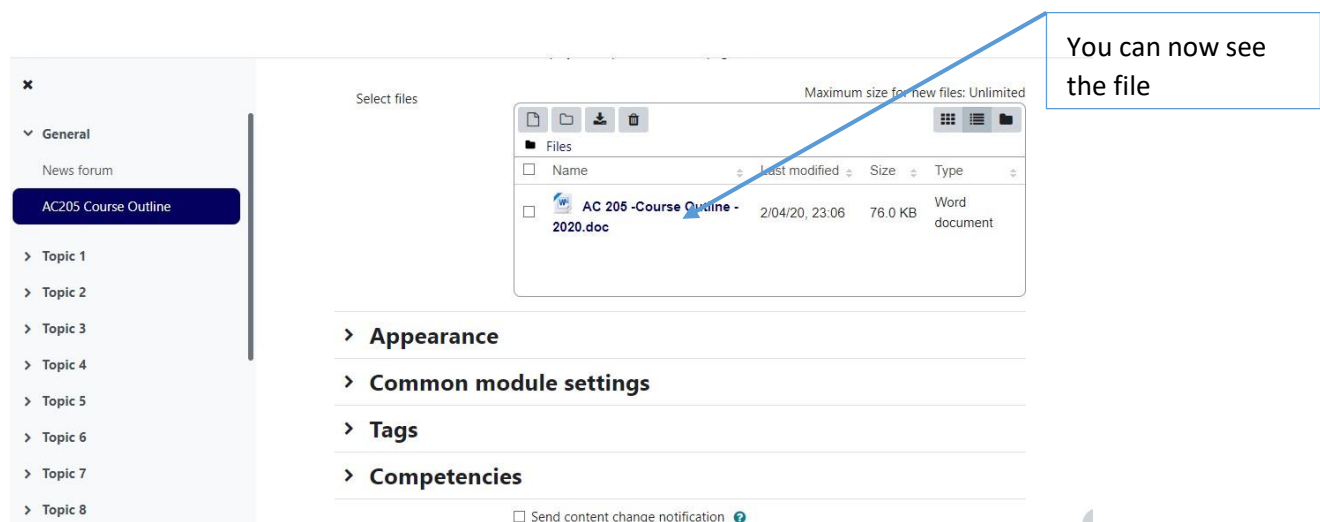 You can now see
the file
Select files
Maximum size for new files: Unlimited
General
News forum
AC205 Course Outline
Topic 1
Topic 2
Topic 3
Topic 4
Topic 5
Topic 6
Topic 7
Topic 8
Files
Name Last modified Size Type
AC 205 -Course Outline -
2020.doc
2/04/20, 23:06 76.0 KB Word
document
Appearance
Common module settings
Tags
Competencies
Send content change notification